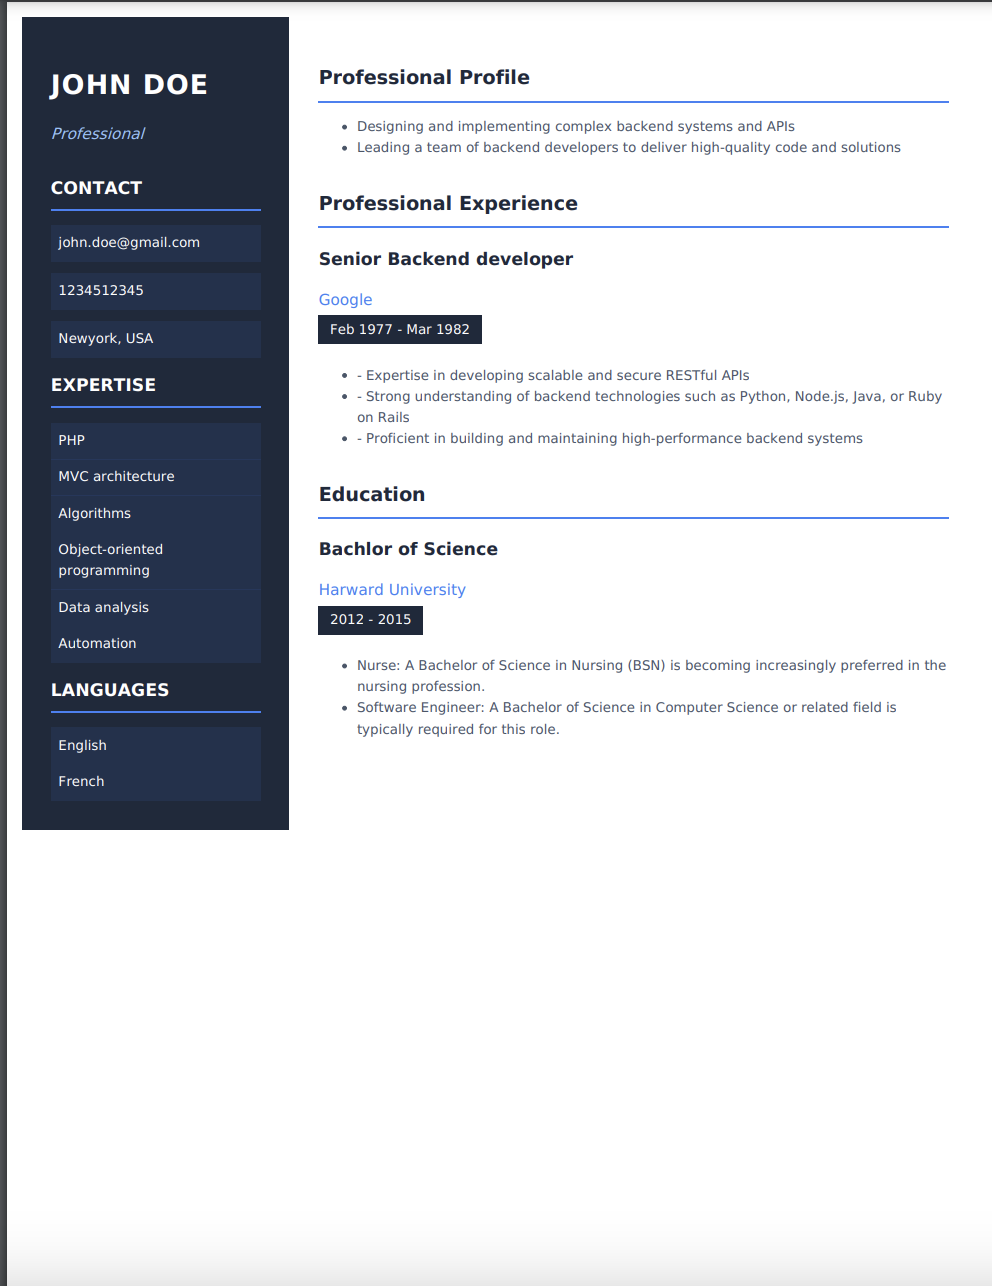 JOHN DOE
Professional
CONTACT
john.doe@gmail.com
1234512345
Newyork, USA
EXPERTISE
PHP
MVC architecture
Algorithms
Object-oriented
programming
Data analysis
Automation
LANGUAGES
English
French
Professional Profile
• Designing and implementing complex backend systems and APIs
• Leading a team of backend developers to deliver high-quality code and solutions
Professional Experience
Senior Backend developer
Google
Feb 1977 - Mar 1982
• - Expertise in developing scalable and secure RESTful APIs
• - Strong understanding of backend technologies such as Python, Node.js, Java, or Ruby
on Rails
• - Proficient in building and maintaining high-performance backend systems
Education
Bachlor of Science
Harward University
2012 - 2015
• Nurse: A Bachelor of Science in Nursing (BSN) is becoming increasingly preferred in the
nursing profession.
• Software Engineer: A Bachelor of Science in Computer Science or related field is
typically required for this role.